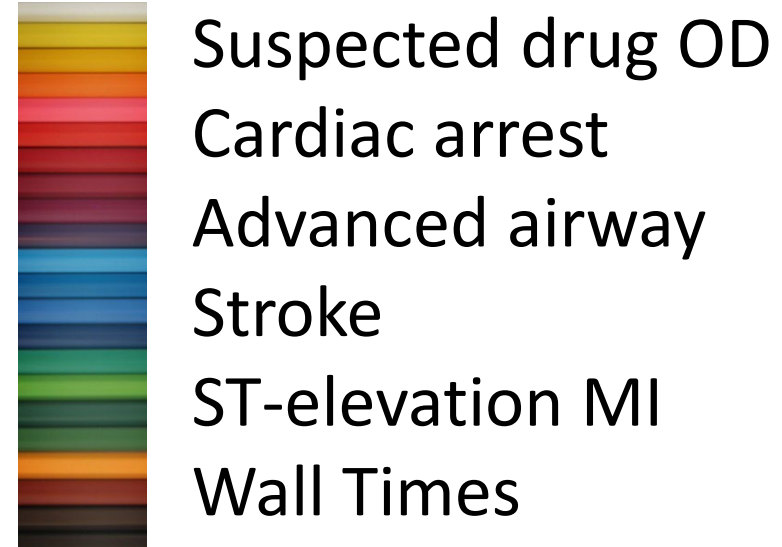 Suspected drug OD
Cardiac arrest
Advanced airway
Stroke
ST-elevation MI
Wall Times